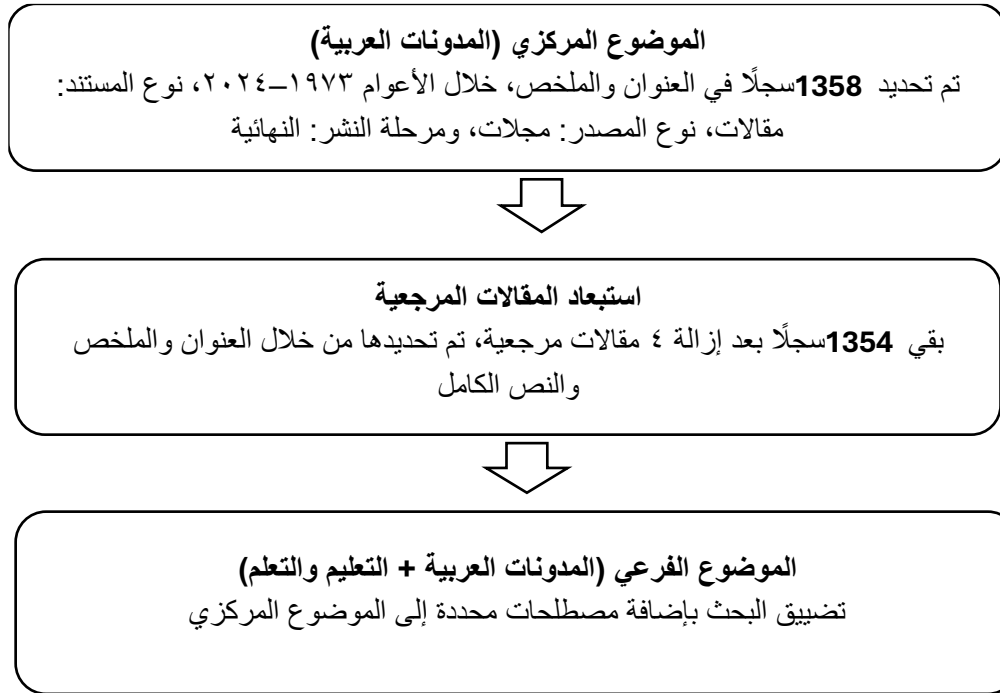 الموضوع المركزي (المدونات العربية)
تم تحديد 1358سجلًا في العنوان والملخص، خلال الأعوام ١٩٧٣–٢٠٢٤، نوع المستند:
مقالات، نوع المصدر: مجلات، ومرحلة النشر: النهائية
استبعاد المقالات المرجعية
بقي 1354سجلًا بعد إزالة ٤ مقالات مرجعية، تم تحديدها من خلال العنوان والملخص
والنص الكامل
الموضوع الفرعي (المدونات العربية + التعليم والتعلم)
تضييق البحث بإضافة مصطلحات محددة إلى الموضوع المركزي